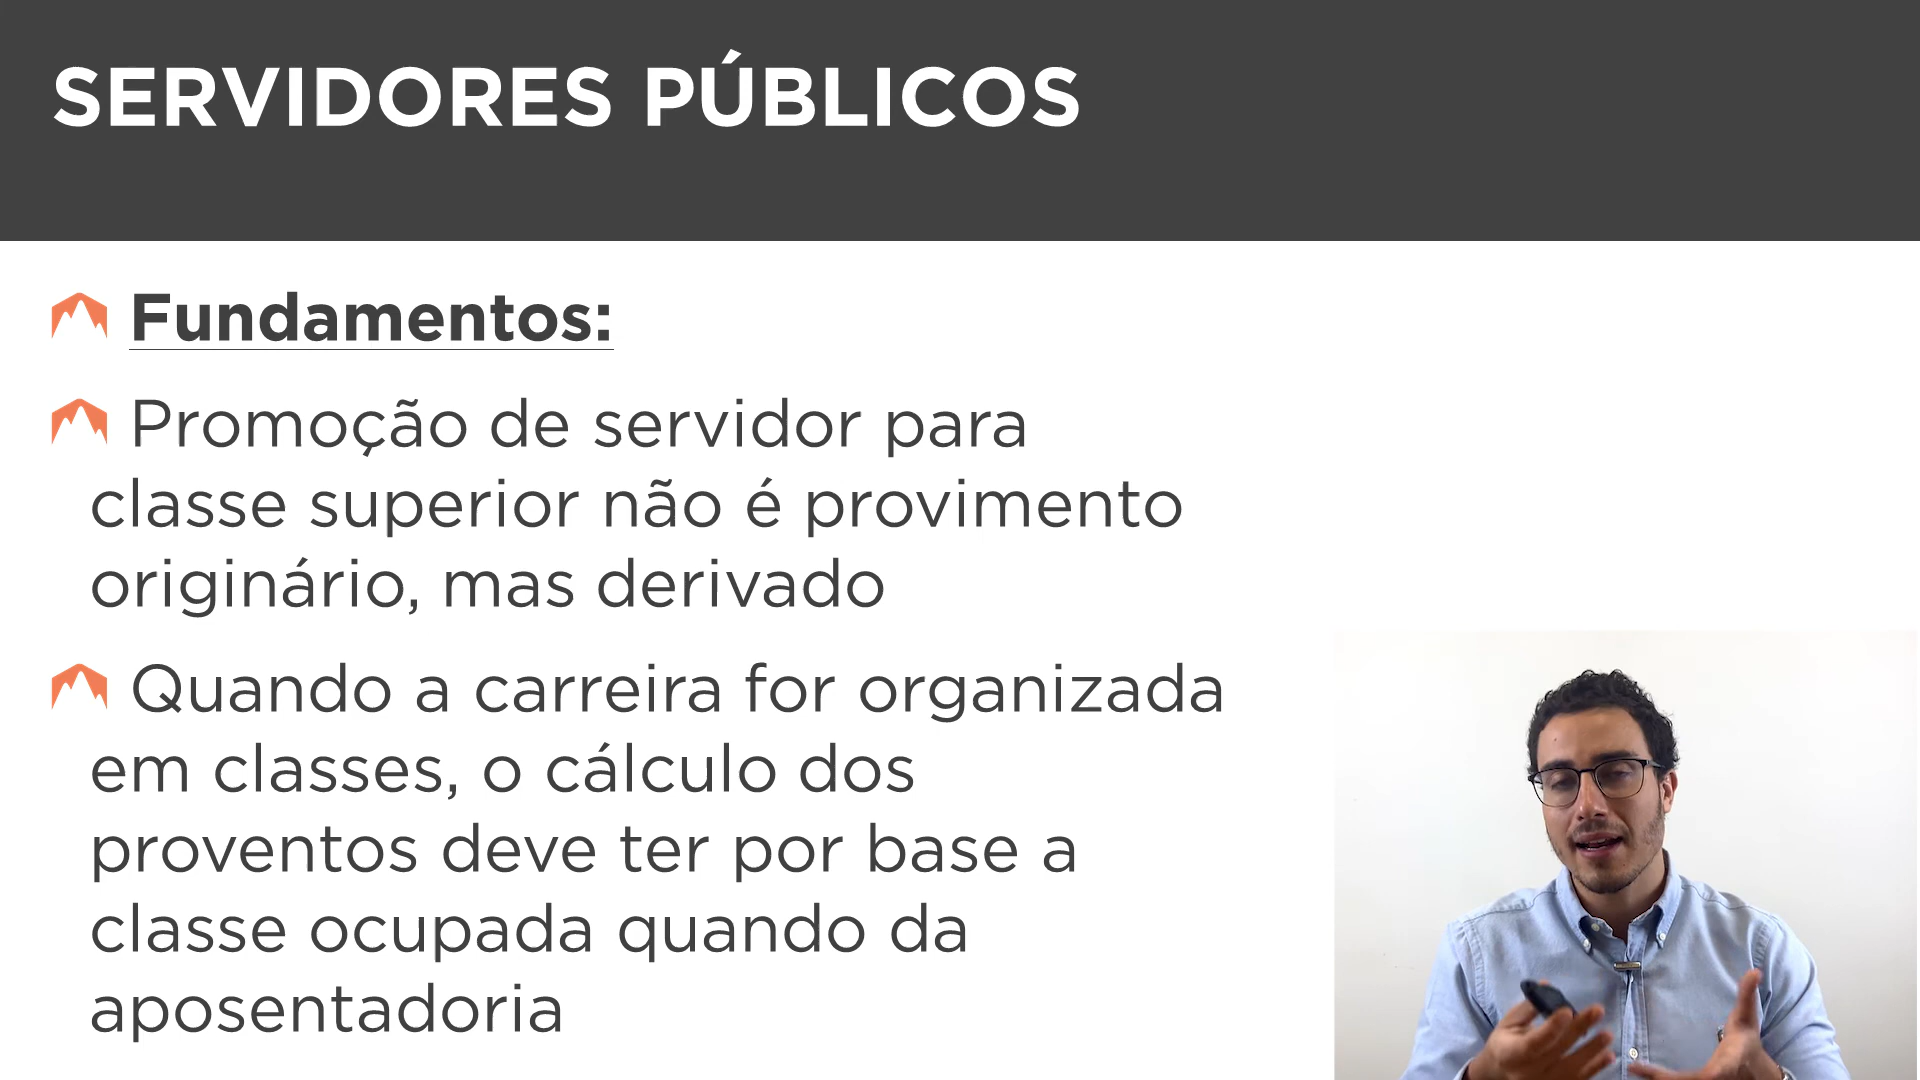 SERVIDORES PÚBLICOS
Fundamentos:
Promoção de servidor para
classe superior não é provimento
originário, mas derivado
Quando a carreira for organizada
em classes, o cálculo dos
proventos deve ter por base a
classe ocupada quando da
aposentadoria